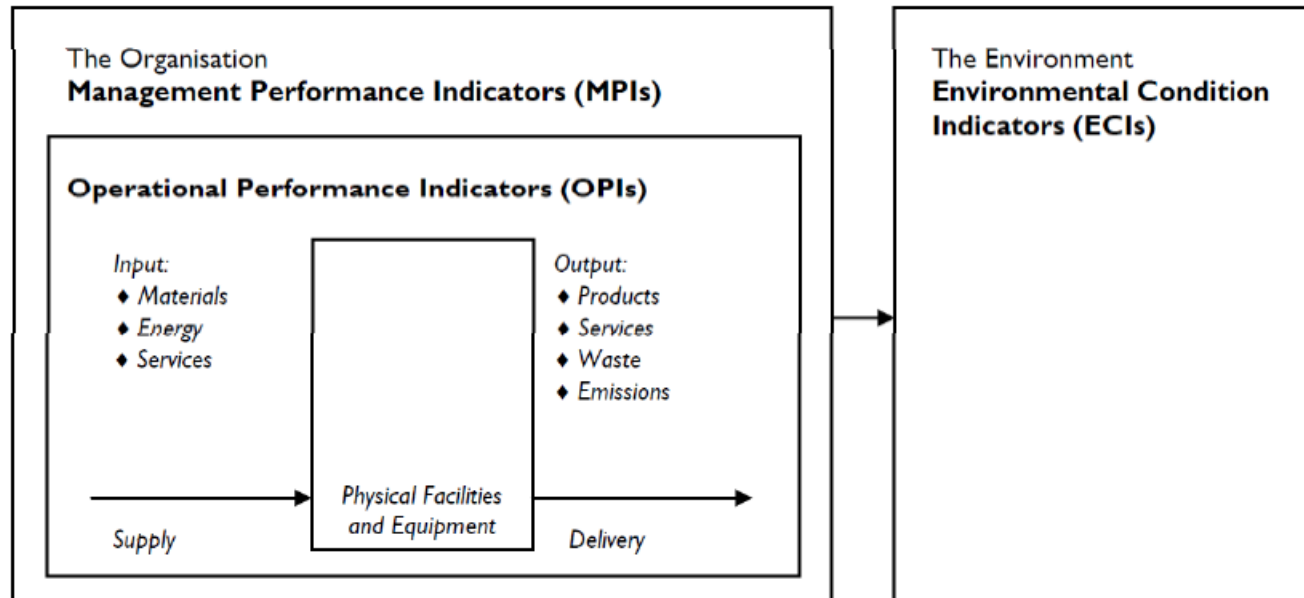 The Organisation
Management Performance Indicators (MPIs)
Operational Performance Indicators (OPIs)
Input:
♦ Materials
♦ Energy
♦ Services
Output:
♦ Products
♦ Services
♦ Waste
♦ Emissions
Physical Facilities
and Equipment
Supply
Delivery
The Environment
Environmental Condition
Indicators (ECIs)